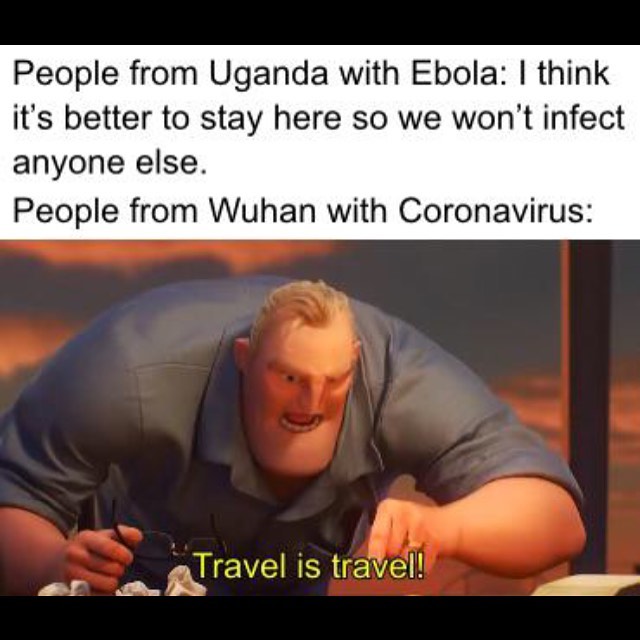 People from Uganda with Ebola: I think
it’s better to stay here so we won’t infect
anyone else.
People from Wuhan with Coronavirus:
Travel is travel!